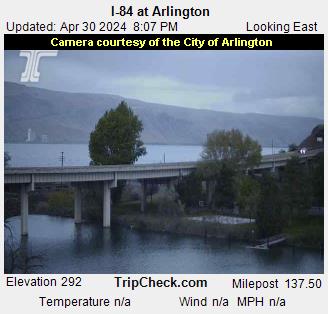 I-84 at Arlington
Updated: Apr 30 2024 8:07 PM Looking East
Camera courtesy of the City of Arlington
Elevation 292 TripCheck.com Milepost 137.50
Temperature n/a Wind n/a MPH n/a